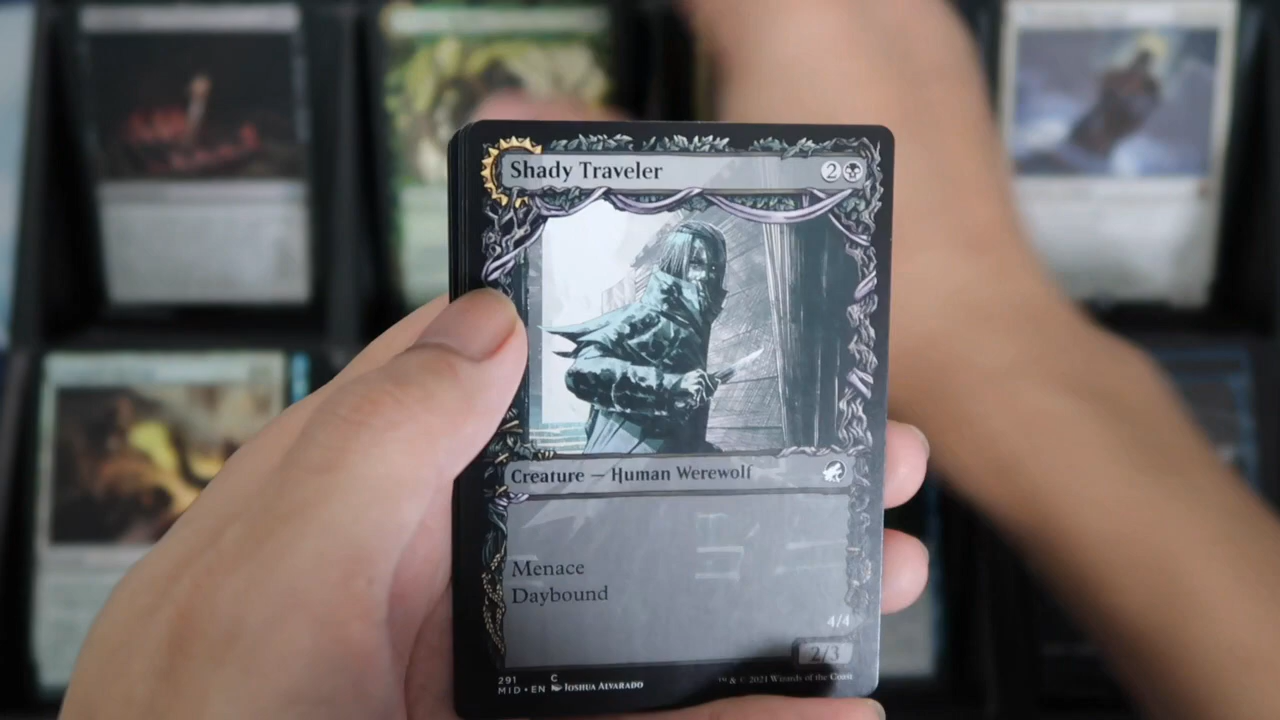 Shady Traveler 2
Creature — Human Werewolf
Menace
Daybound
4/4
2/3
291 C
MID • EN JOSHUA ALVARADO
& © 2021 Wizards of the Coast